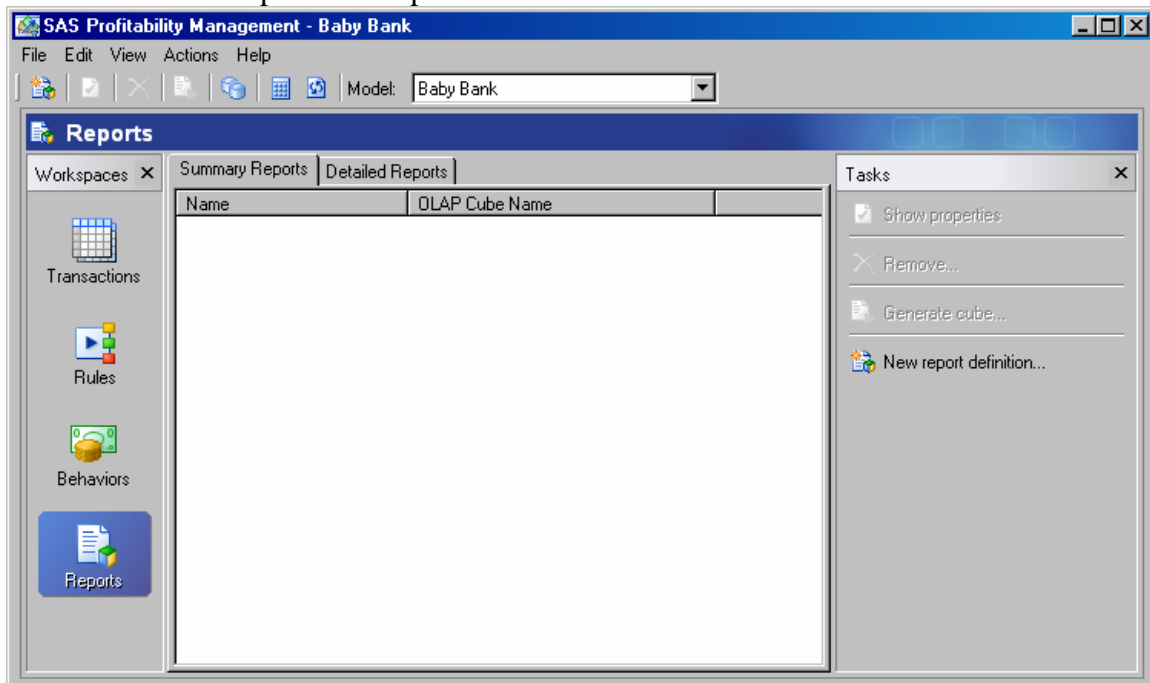 SAS Profitability Management - Baby Bank
File Edit View Actions Help
Model: Baby Bank
Reports
Workspaces
Transactions
Rules
Behaviors
Reports
Summary Reports Detailed Reports
Name OLAP Cube Name
Tasks
Show properties
Remove...
Generate cube...
New report definition...